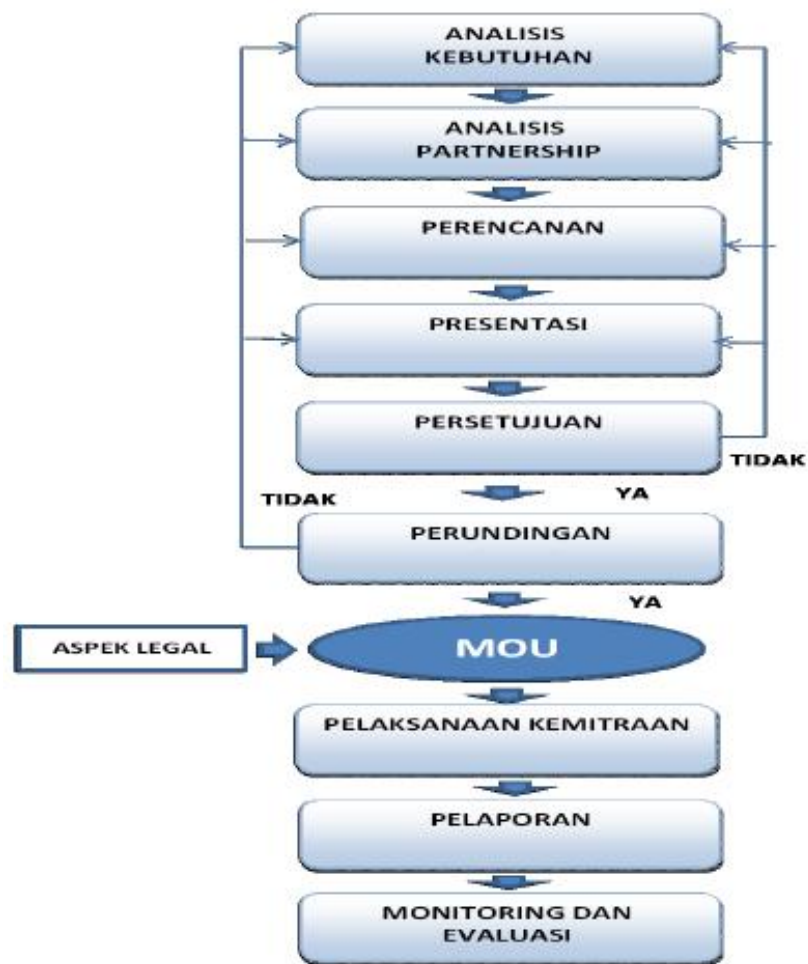 ANALISIS
KEBUTUHAN
ANALISIS
PARTNERSHIP
PERENCANAN
PRESENTASI
PERSETUJUAN
TIDAK
TIDAK
YA
PERUNDINGAN
YA
ASPEK LEGAL
MOU
PELAKSANAAN KEMITRAAN
PELAPORAN
MONITORING DAN
EVALUASI